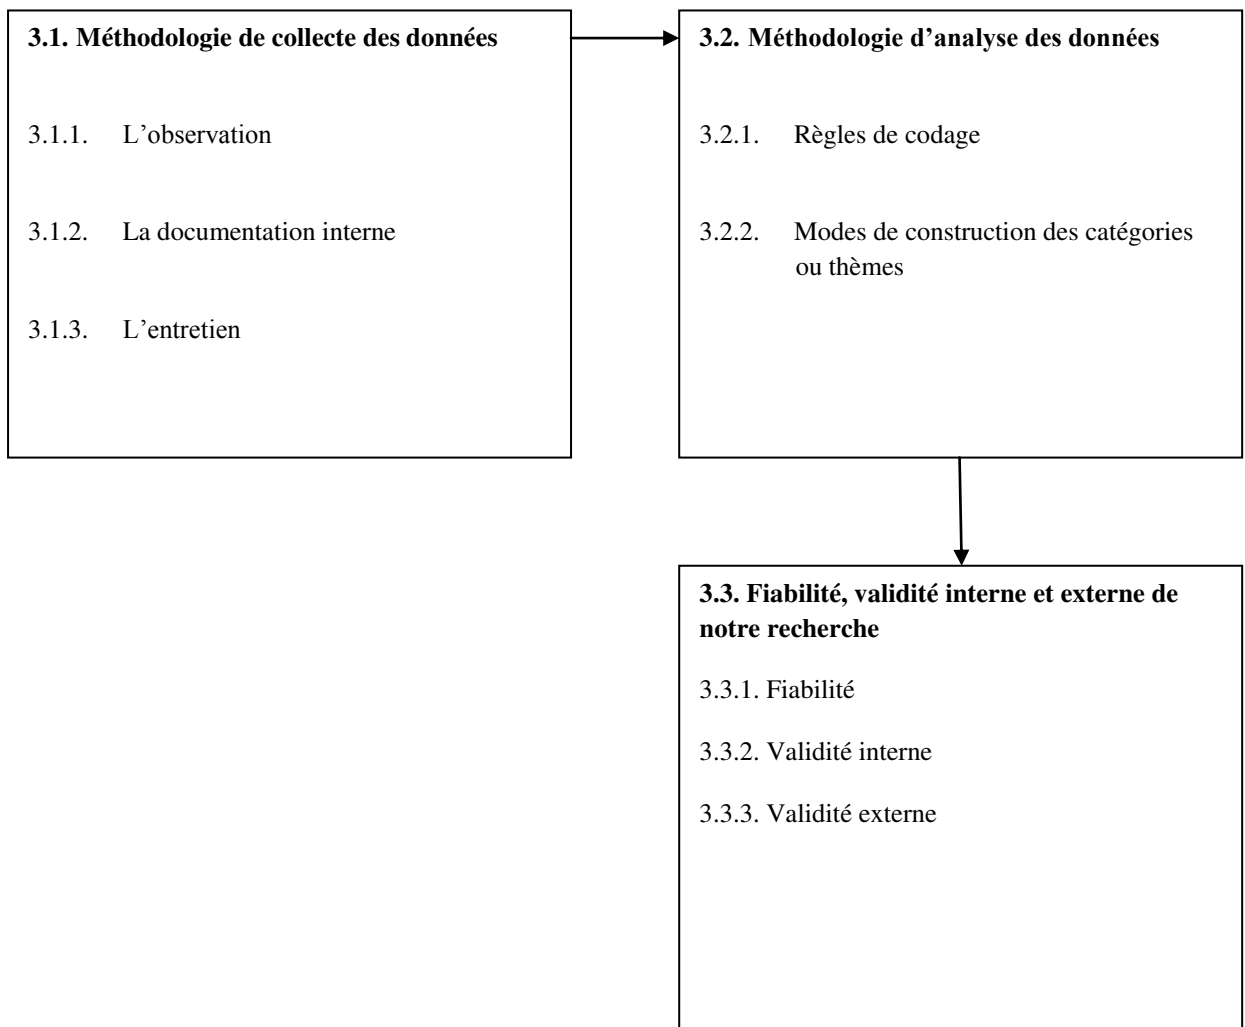 3.1. Méthodologie de collecte des données
3.1.1. L’observation
3.1.2. La documentation interne
3.1.3. L’entretien
3.2. Méthodologie d’analyse des données
3.2.1. Règles de codage
3.2.2. Modes de construction des catégories
ou thèmes
3.3. Fiabilité, validité interne et externe de
notre recherche
3.3.1. Fiabilité
3.3.2. Validité interne
3.3.3. Validité externe